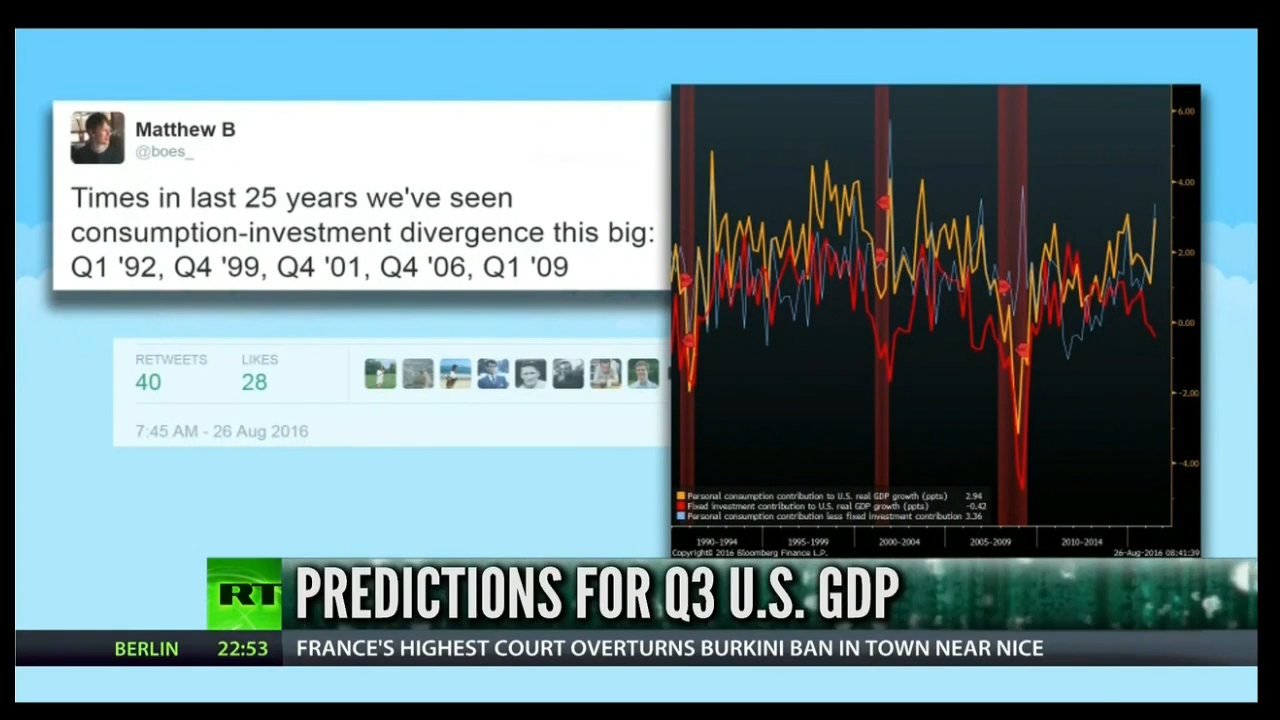 Matthew B
@boes_
Times in last 25 years we've seen
consumption-investment divergence this big:
Q1 '92, Q4 '99, Q4 '01, Q4 '06, Q1 '09
RETWEETS LIKES
40 28
7:45 AM - 26 Aug 2016
6.00
4.00
2.00
0.00
-2.00
-4.00
Personal consumption contribution to U.S. real GDP growth (ppts) 2.94
Fixed investment contribution to U.S. real GDP growth (ppts) -0.42
Personal consumption contribution less fixed investment contribution 3.36
1990-1994 1995-1999 2000-2004 2005-2009 2010-2014
Copyright© 2016 Bloomberg Finance L.P. 26-Aug-2016 08:41:39
RT PREDICTIONS FOR Q3 U.S. GDP
BERLIN 22:53 FRANCE'S HIGHEST COURT OVERTURNS BURKINI BAN IN TOWN NEAR NICE